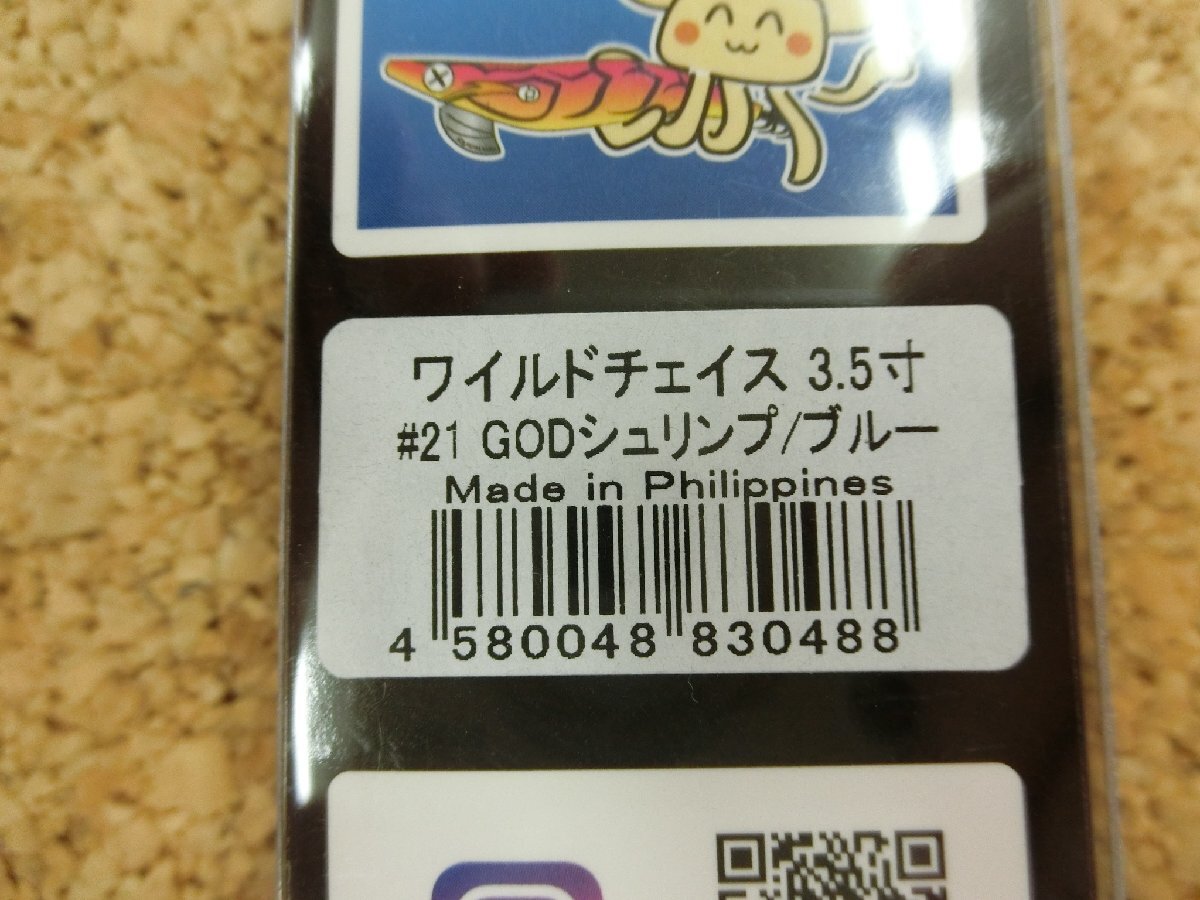 ワイルドチェイス 3.5寸
#21 GODシュリンプ/ブルー
Made in Philippines
4 580048 830488